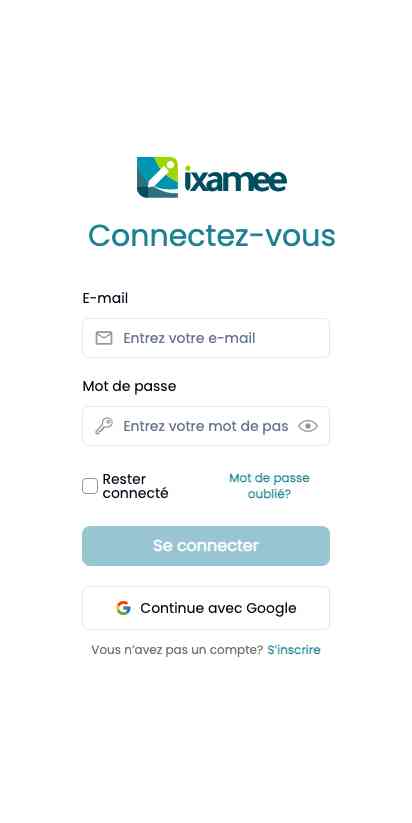 ixamee
Connectez-vous
E-mail
Entrez votre e-mail
Mot de passe
Entrez votre mot de pas
Rester
connecté
Mot de passe
oublié?
Se connecter
Continue avec Google
Vous n'avez pas un compte? S'inscrire